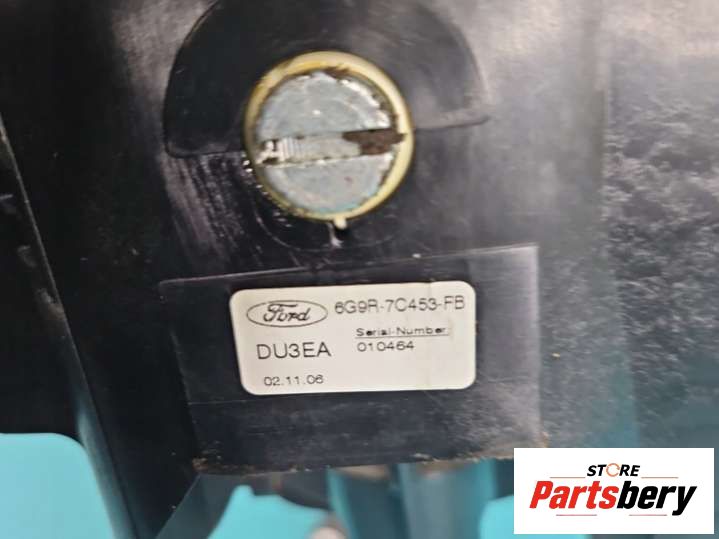 Ford 6G9R-7C453-FB
Serial-Number:
DU3EA 010464
02.11.06
STORE
Partsbery